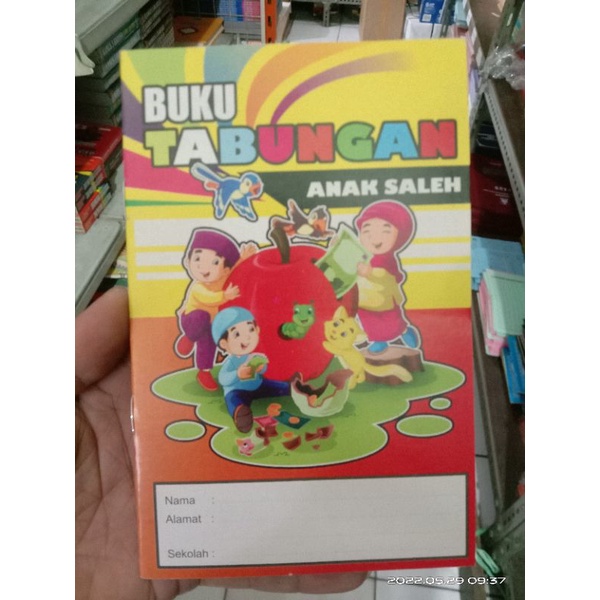 BUKU
TABUNGAN
ANAK SALEH
Nama :
Alamat :
Sekolah :
2022.05.29 09:37